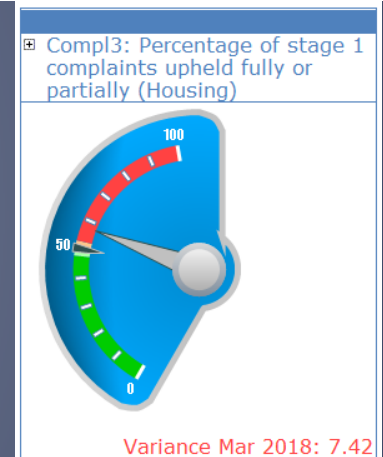 Compl3: Percentage of stage 1
complaints upheld fully or
partially (Housing)
100
50
0
Variance Mar 2018: 7.42